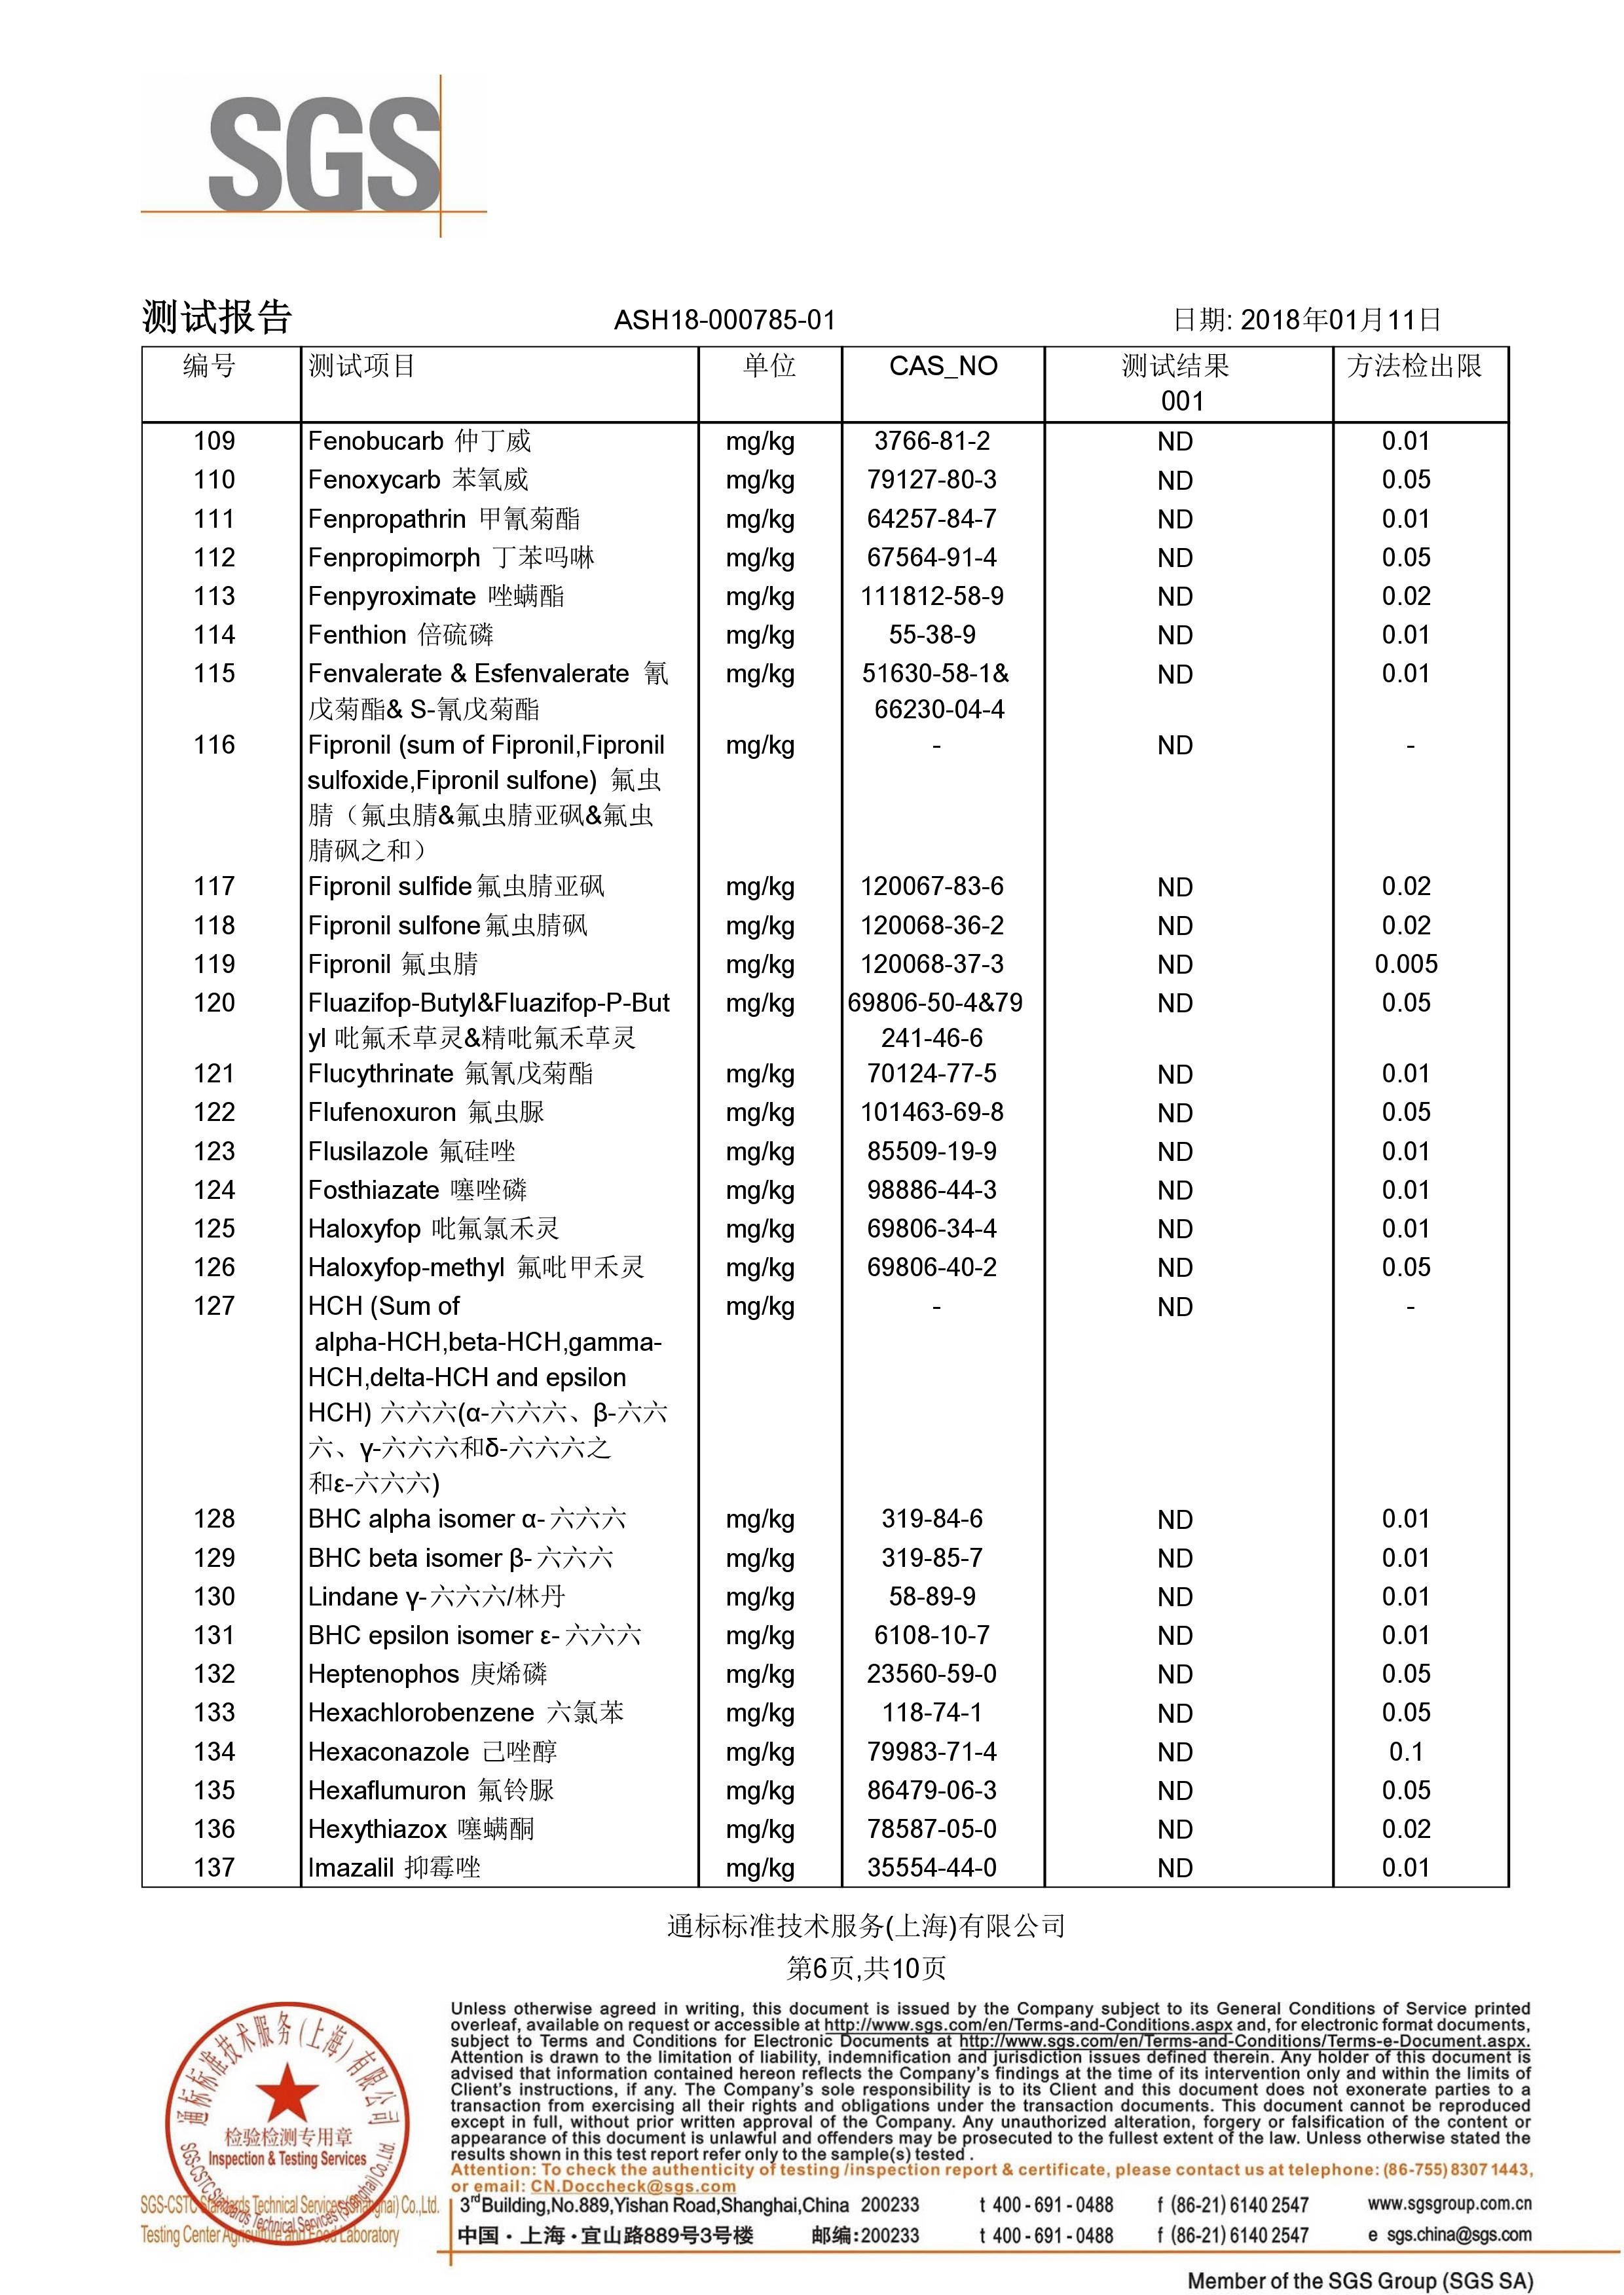 SGS
测试报告 ASH18-000785-01 日期: 2018年01月11日
编号 测试项目 单位 CAS_NO 测试结果 方法检出限
001
109 Fenobucarb 仲丁威 mg/kg 3766-81-2 ND 0.01
110 Fenoxycarb 苯氧威 mg/kg 79127-80-3 ND 0.05
111 Fenpropathrin 甲氰菊酯 mg/kg 64257-84-7 ND 0.01
112 Fenpropimorph 丁苯吗啉 mg/kg 67564-91-4 ND 0.05
113 Fenpyroximate 唑螨酯 mg/kg 111812-58-9 ND 0.02
114 Fenthion 倍硫磷 mg/kg 55-38-9 ND 0.01
115 Fenvalerate & Esfenvalerate 氰 mg/kg 51630-58-1& ND 0.01
戊菊酯& S-氰戊菊酯 66230-04-4
116 Fipronil (sum of Fipronil,Fipronil mg/kg - ND -
sulfoxide,Fipronil sulfone) 氟虫
腈（氟虫腈&氟虫腈亚砜&氟虫
腈砜之和）
117 Fipronil sulfide氟虫腈亚砜 mg/kg 120067-83-6 ND 0.02
118 Fipronil sulfone氟虫腈砜 mg/kg 120068-36-2 ND 0.02
119 Fipronil 氟虫腈 mg/kg 120068-37-3 ND 0.005
120 Fluazifop-Butyl&Fluazifop-P-But mg/kg 69806-50-4&79 ND 0.05
yl 吡氟禾草灵&精吡氟禾草灵 241-46-6
121 Flucythrinate 氟氰戊菊酯 mg/kg 70124-77-5 ND 0.01
122 Flufenoxuron 氟虫脲 mg/kg 101463-69-8 ND 0.05
123 Flusilazole 氟硅唑 mg/kg 85509-19-9 ND 0.01
124 Fosthiazate 噻唑磷 mg/kg 98886-44-3 ND 0.01
125 Haloxyfop 吡氟氯禾灵 mg/kg 69806-34-4 ND 0.01
126 Haloxyfop-methyl 氟吡甲禾灵 mg/kg 69806-40-2 ND 0.05
127 HCH (Sum of mg/kg - ND -
alpha-HCH,beta-HCH,gamma-
HCH,delta-HCH and epsilon
HCH) 六六六(α-六六六、β-六六
六、γ-六六六和δ-六六六之
和ε-六六六)
128 BHC alpha isomer α-六六六 mg/kg 319-84-6 ND 0.01
129 BHC beta isomer β-六六六 mg/kg 319-85-7 ND 0.01
130 Lindane γ-六六六/林丹 mg/kg 58-89-9 ND 0.01
131 BHC epsilon isomer ε-六六六 mg/kg 6108-10-7 ND 0.01
132 Heptenophos 庚烯磷 mg/kg 23560-59-0 ND 0.05
133 Hexachlorobenzene 六氯苯 mg/kg 118-74-1 ND 0.05
134 Hexaconazole 己唑醇 mg/kg 79983-71-4 ND 0.1
135 Hexaflumuron 氟铃脲 mg/kg 86479-06-3 ND 0.05
136 Hexythiazox 噻螨酮 mg/kg 78587-05-0 ND 0.02
137 Imazalil 抑霉唑 mg/kg 35554-44-0 ND 0.01
通标标准技术服务(上海)有限公司
第6页,共10页
通标标准技术服务(上海)有限公司
检验检测专用章
Inspection & Testing Services
SGS-CSTC Standards Technical Services (Shanghai) Co.,Ltd.
SGS-CSTC Standards Technical Services (Shanghai) Co.,Ltd.
Testing Center Agriculture and Food Laboratory
Unless otherwise agreed in writing, this document is issued by the Company subject to its General Conditions of Service printed
overleaf, available on request or accessible at http://www.sgs.com/en/Terms-and-Conditions.aspx and, for electronic format documents,
subject to Terms and Conditions for Electronic Documents at http://www.sgs.com/en/Terms-and-Conditions/Terms-e-Document.aspx.
Attention is drawn to the limitation of liability, indemnification and jurisdiction issues defined therein. Any holder of this document is
advised that information contained hereon reflects the Company's findings at the time of its intervention only and within the limits of
Client's instructions, if any. The Company's sole responsibility is to its Client and this document does not exonerate parties to a
transaction from exercising all their rights and obligations under the transaction documents. This document cannot be reproduced
except in full, without prior written approval of the Company. Any unauthorized alteration, forgery or falsification of the content or
appearance of this document is unlawful and offenders may be prosecuted to the fullest extent of the law. Unless otherwise stated the
results shown in this test report refer only to the sample(s) tested .
Attention: To check the authenticity of testing /inspection report & certificate, please contact us at telephone: (86-755) 8307 1443,
or email: CN.Doccheck@sgs.com
3rd Building,No.889,Yishan Road,Shanghai,China 200233 t 400-691-0488 f (86-21) 6140 2547 www.sgsgroup.com.cn
中国·上海·宜山路889号3号楼 邮编:200233 t 400-691-0488 f (86-21) 6140 2547 e sgs.china@sgs.com
Member of the SGS Group (SGS SA)